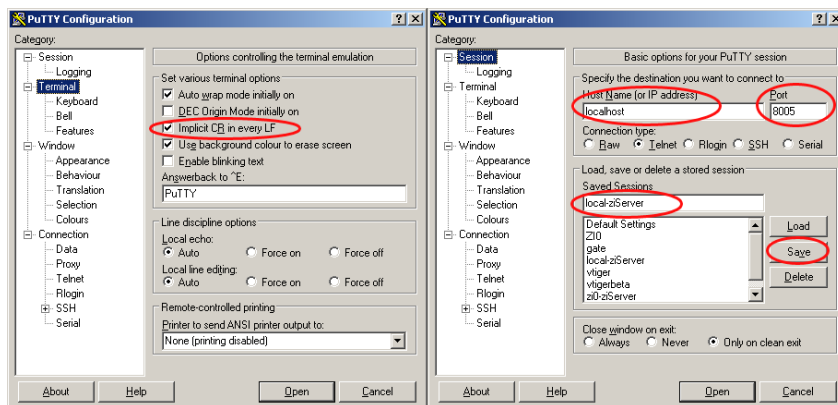 PuTTY Configuration
Category:
Session
Logging
Terminal
Keyboard
Bell
Features
Window
Appearance
Behaviour
Translation
Selection
Colours
Connection
Data
Proxy
Telnet
Rlogin
SSH
Serial
Options controlling the terminal emulation
Set various terminal options
Auto wrap mode initially on
DEC Origin Mode initially on
Implicit CR in every LF
Use background colour to erase screen
Enable blinking text
Answerback to ^E:
PuTTY
Line discipline options
Local echo:
Auto Force on Force off
Local line editing:
Auto Force on Force off
Remote-controlled printing
Printer to send ANSI printer output to:
None (printing disabled)
About Help Open Cancel
PuTTY Configuration
Category:
Session
Logging
Terminal
Keyboard
Bell
Features
Window
Appearance
Behaviour
Translation
Selection
Colours
Connection
Data
Proxy
Telnet
Rlogin
SSH
Serial
Basic options for your PuTTY session
Specify the destination you want to connect to
Host Name (or IP address) Port
localhost 8005
Connection type:
Raw Telnet Rlogin SSH Serial
Load, save or delete a stored session
Saved Sessions
local-ziServer
Default Settings
ZI0
gate
local-ziServer
vtiger
vtigerbeta
zi0-ziServer
Load
Save
Delete
Close window on exit:
Always Never Only on clean exit
About Help Open Cancel